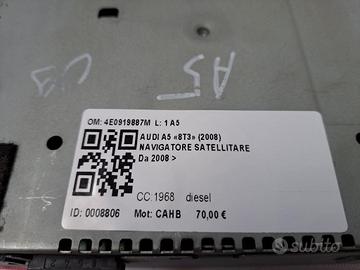 A5
OM: 4E0919887M L: 1 A5
AUDI A5 «8T3» (2008)
NAVIGATORE SATELLITARE
Da 2008 >
CC:1968 diesel
ID: 0008806 Mot: CAHB 70,00 €
subito